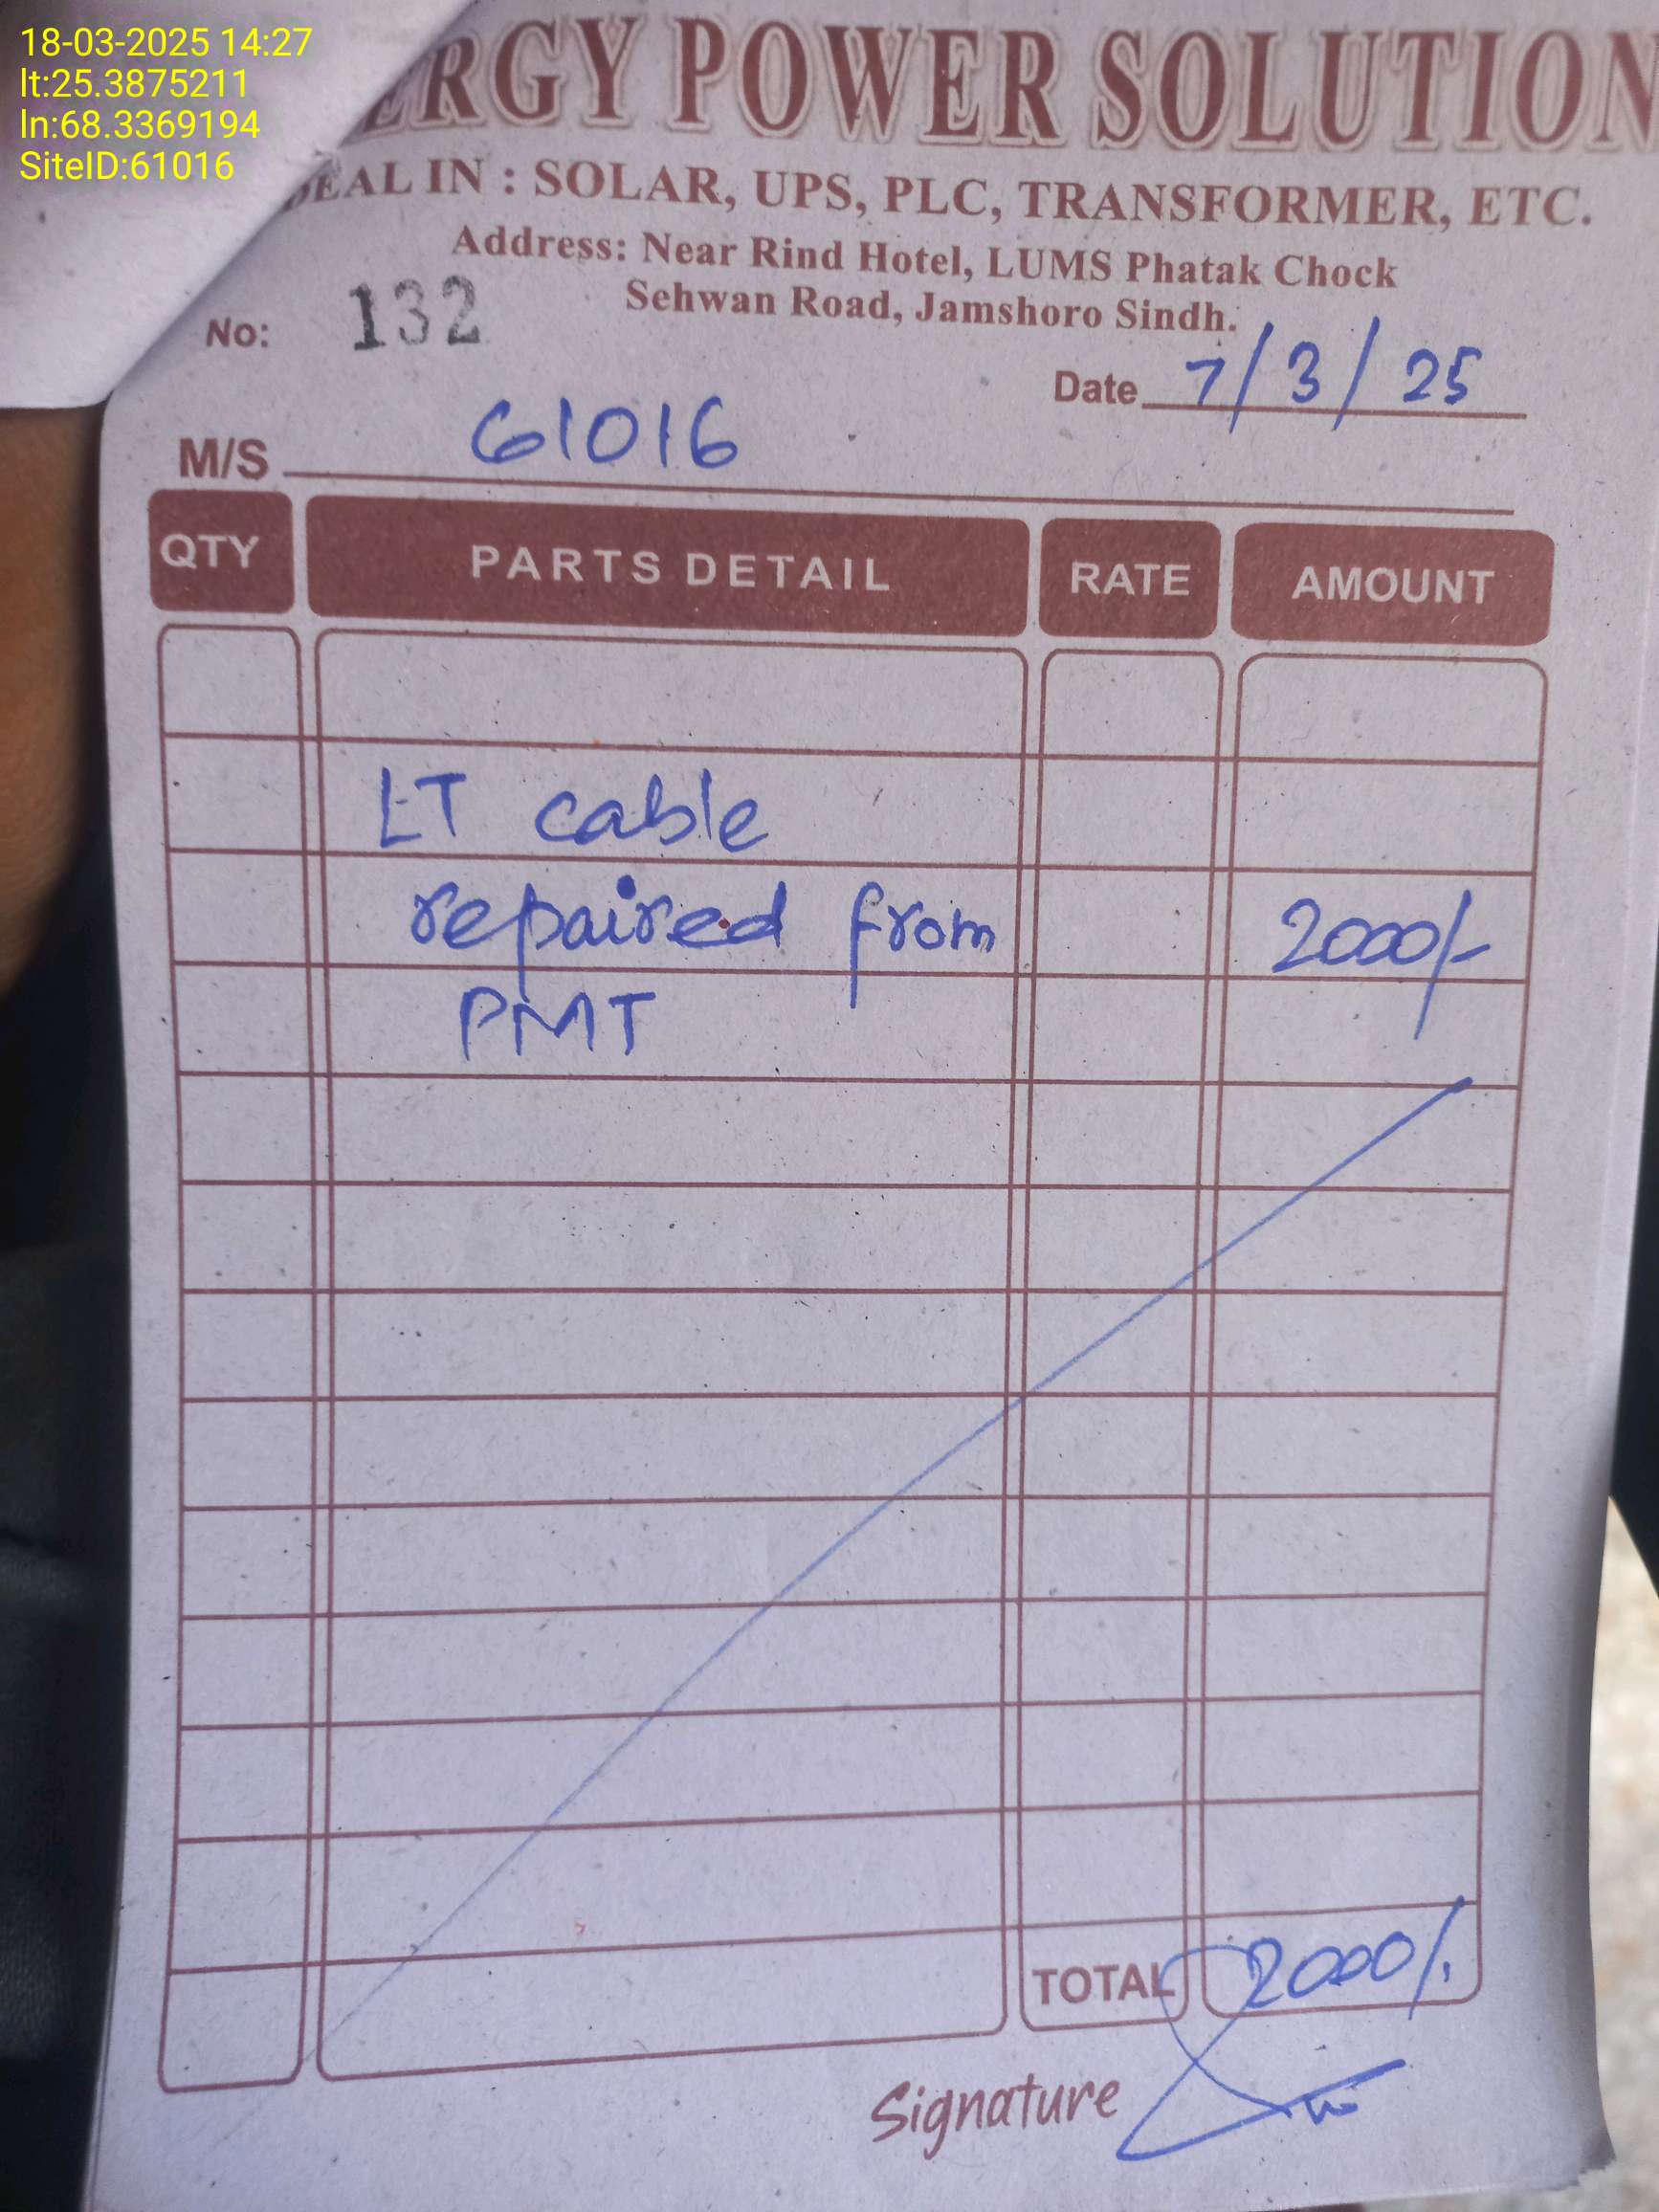 18-03-2025 14:27
lt:25.3875211
ln:68.3369194
SiteID:61016
ERGY POWER SOLUTION
DEAL IN : SOLAR, UPS, PLC, TRANSFORMER, ETC.
Address: Near Rind Hotel, LUMS Phatak Chock
Sehwan Road, Jamshoro Sindh.
No: 132
Date 7/3/25
M/S 61016
QTY PARTS DETAIL RATE AMOUNT
LT cable
repaired from 2000/-
PMT
TOTAL 2000/.
Signature